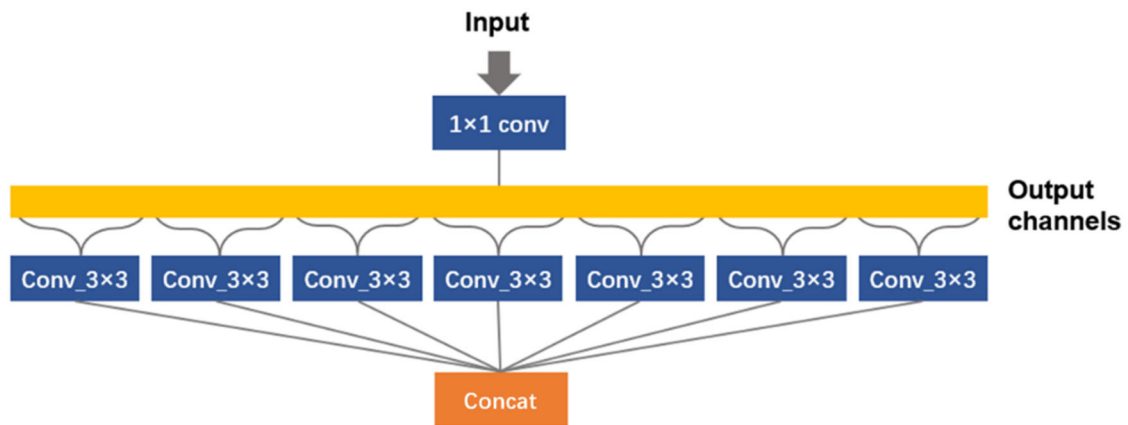 Input
1×1 conv
Output
channels
Conv_3×3
Conv_3×3
Conv_3×3
Conv_3×3
Conv_3×3
Conv_3×3
Conv_3×3
Concat